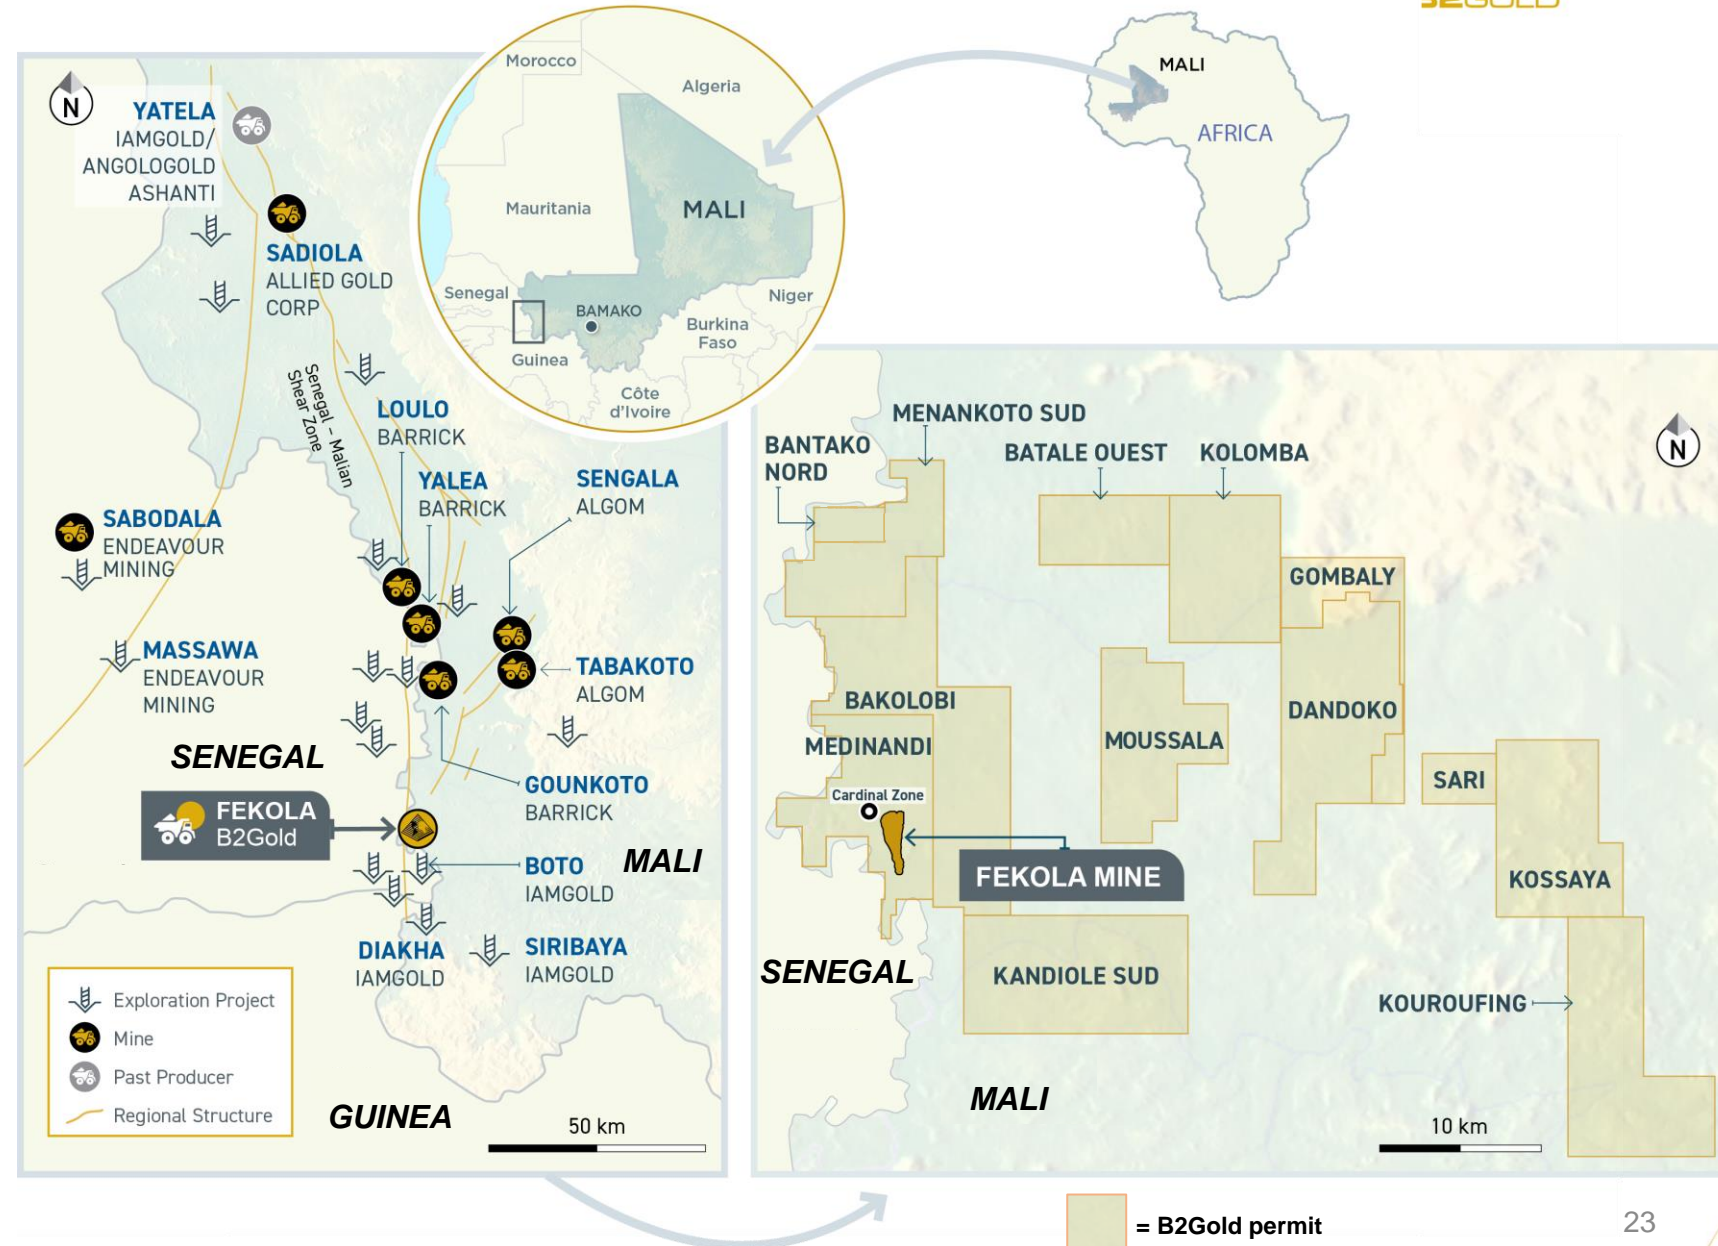 B2GOLD
N
YATELA
IAMGOLD/
ANGOLOGOLD
ASHANTI
SADIOLA
ALLIED GOLD
CORP
Senegal - Malian
Shear Zone
LOULO
BARRICK
YALEA
BARRICK
SENGALA
ALGOM
SABODALA
ENDEAVOUR
MINING
MASSAWA
ENDEAVOUR
MINING
TABAKOTO
ALGOM
SENEGAL
GOUNKOTO
BARRICK
FEKOLA
B2Gold
MALI
BOTO
IAMGOLD
DIAKHA
IAMGOLD
SIRIBAYA
IAMGOLD
Exploration Project
Mine
Past Producer
Regional Structure
GUINEA
50 km
Morocco
Algeria
Mauritania
MALI
Senegal
BAMAKO
Niger
Burkina
Faso
Guinea
Côte
d'Ivoire
MALI
AFRICA
N
MENANKOTO SUD
BANTAKO
NORD
BATALE OUEST
KOLOMBA
GOMBALY
BAKOLOBI
MEDINANDI
MOUSSALA
DANDOKO
SARI
Cardinal Zone
FEKOLA MINE
KOSSAYA
SENEGAL
KANDIOLE SUD
KOUROUFING
MALI
10 km
= B2Gold permit
23